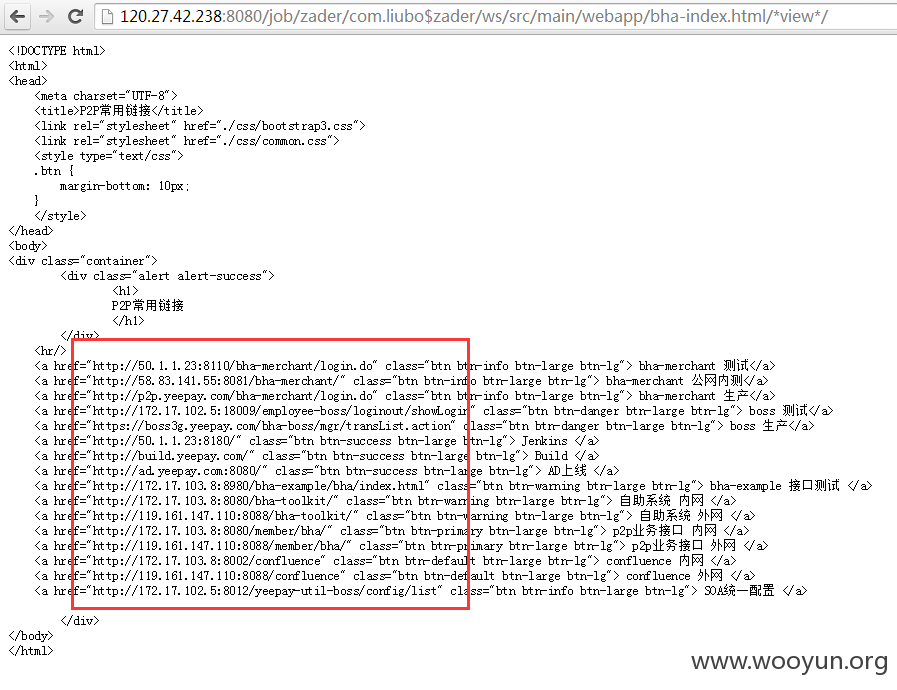 120.27.42.238:8080/job/zader/com.liubo$zader/ws/src/main/webapp/bha-index.html/*view*/
<!DOCTYPE html>
<html>
<head>
<meta charset="UTF-8">
<title>P2P常用链接</title>
<link rel="stylesheet" href="./css/bootstrap3.css">
<link rel="stylesheet" href="./css/common.css">
<style type="text/css">
.btn {
margin-bottom: 10px;
}
</style>
</head>
<body>
<div class="container">
<div class="alert alert-success">
<h1>
P2P常用链接
</h1>
</div>
<hr/>
<a href="http://50.1.1.23:8110/bha-merchant/login.do" class="btn btn-info btn-large btn-lg"> bha-merchant 测试</a>
<a href="http://58.83.141.55:8081/bha-merchant/" class="btn btn-info btn-large btn-lg"> bha-merchant 公网内测</a>
<a href="http://p2p.yeepay.com/bha-merchant/login.do" class="btn btn-info btn-large btn-lg"> bha-merchant 生产</a>
<a href="http://172.17.102.5:18009/employee-boss/loginout/showLogin" class="btn btn-danger btn-large btn-lg"> boss 测试</a>
<a href="https://boss3g.yeepay.com/bha-boss/mgr/transList.action" class="btn btn-danger btn-large btn-lg"> boss 生产</a>
<a href="http://50.1.1.23:8180/" class="btn btn-success btn-large btn-lg"> Jenkins </a>
<a href="http://build.yeepay.com/" class="btn btn-success btn-large btn-lg"> Build </a>
<a href="http://ad.yeepay.com:8080/" class="btn btn-success btn-large btn-lg"> AD上线 </a>
<a href="http://172.17.103.8:8980/bha-example/bha/index.html" class="btn btn-warning btn-large btn-lg"> bha-example 接口测试 </a>
<a href="http://172.17.103.8:8080/bha-toolkit/" class="btn btn-warning btn-large btn-lg"> 自助系统 内网 </a>
<a href="http://119.161.147.110:8088/bha-toolkit/" class="btn btn-warning btn-large btn-lg"> 自助系统 外网 </a>
<a href="http://172.17.103.8:8080/member/bha/" class="btn btn-primary btn-large btn-lg"> p2p业务接口 内网 </a>
<a href="http://119.161.147.110:8088/member/bha/" class="btn btn-primary btn-large btn-lg"> p2p业务接口 外网 </a>
<a href="http://172.17.103.8:8002/confluence" class="btn btn-default btn-large btn-lg"> confluence 内网 </a>
<a href="http://119.161.147.110:8088/confluence" class="btn btn-default btn-large btn-lg"> confluence 外网 </a>
<a href="http://172.17.102.5:8012/yeepay-util-boss/config/list" class="btn btn-info btn-large btn-lg"> SOA统一配置 </a>
</div>
</body>
</html>
www.wooyun.org